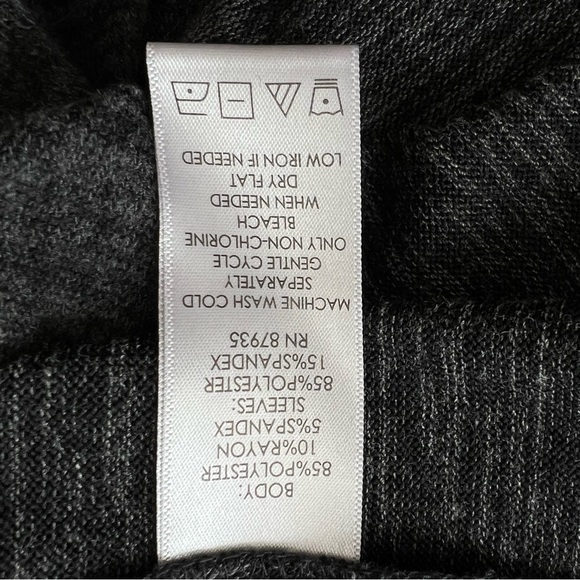 BODY:
85%POLYESTER
10%RAYON
5%SPANDEX
SLEEVES:
85%POLYESTER
15%SPANDEX
RN 87935
MACHINE WASH COLD
SEPARATELY
GENTLE CYCLE
ONLY NON-CHLORINE
BLEACH
WHEN NEEDED
DRY FLAT
LOW IRON IF NEEDED